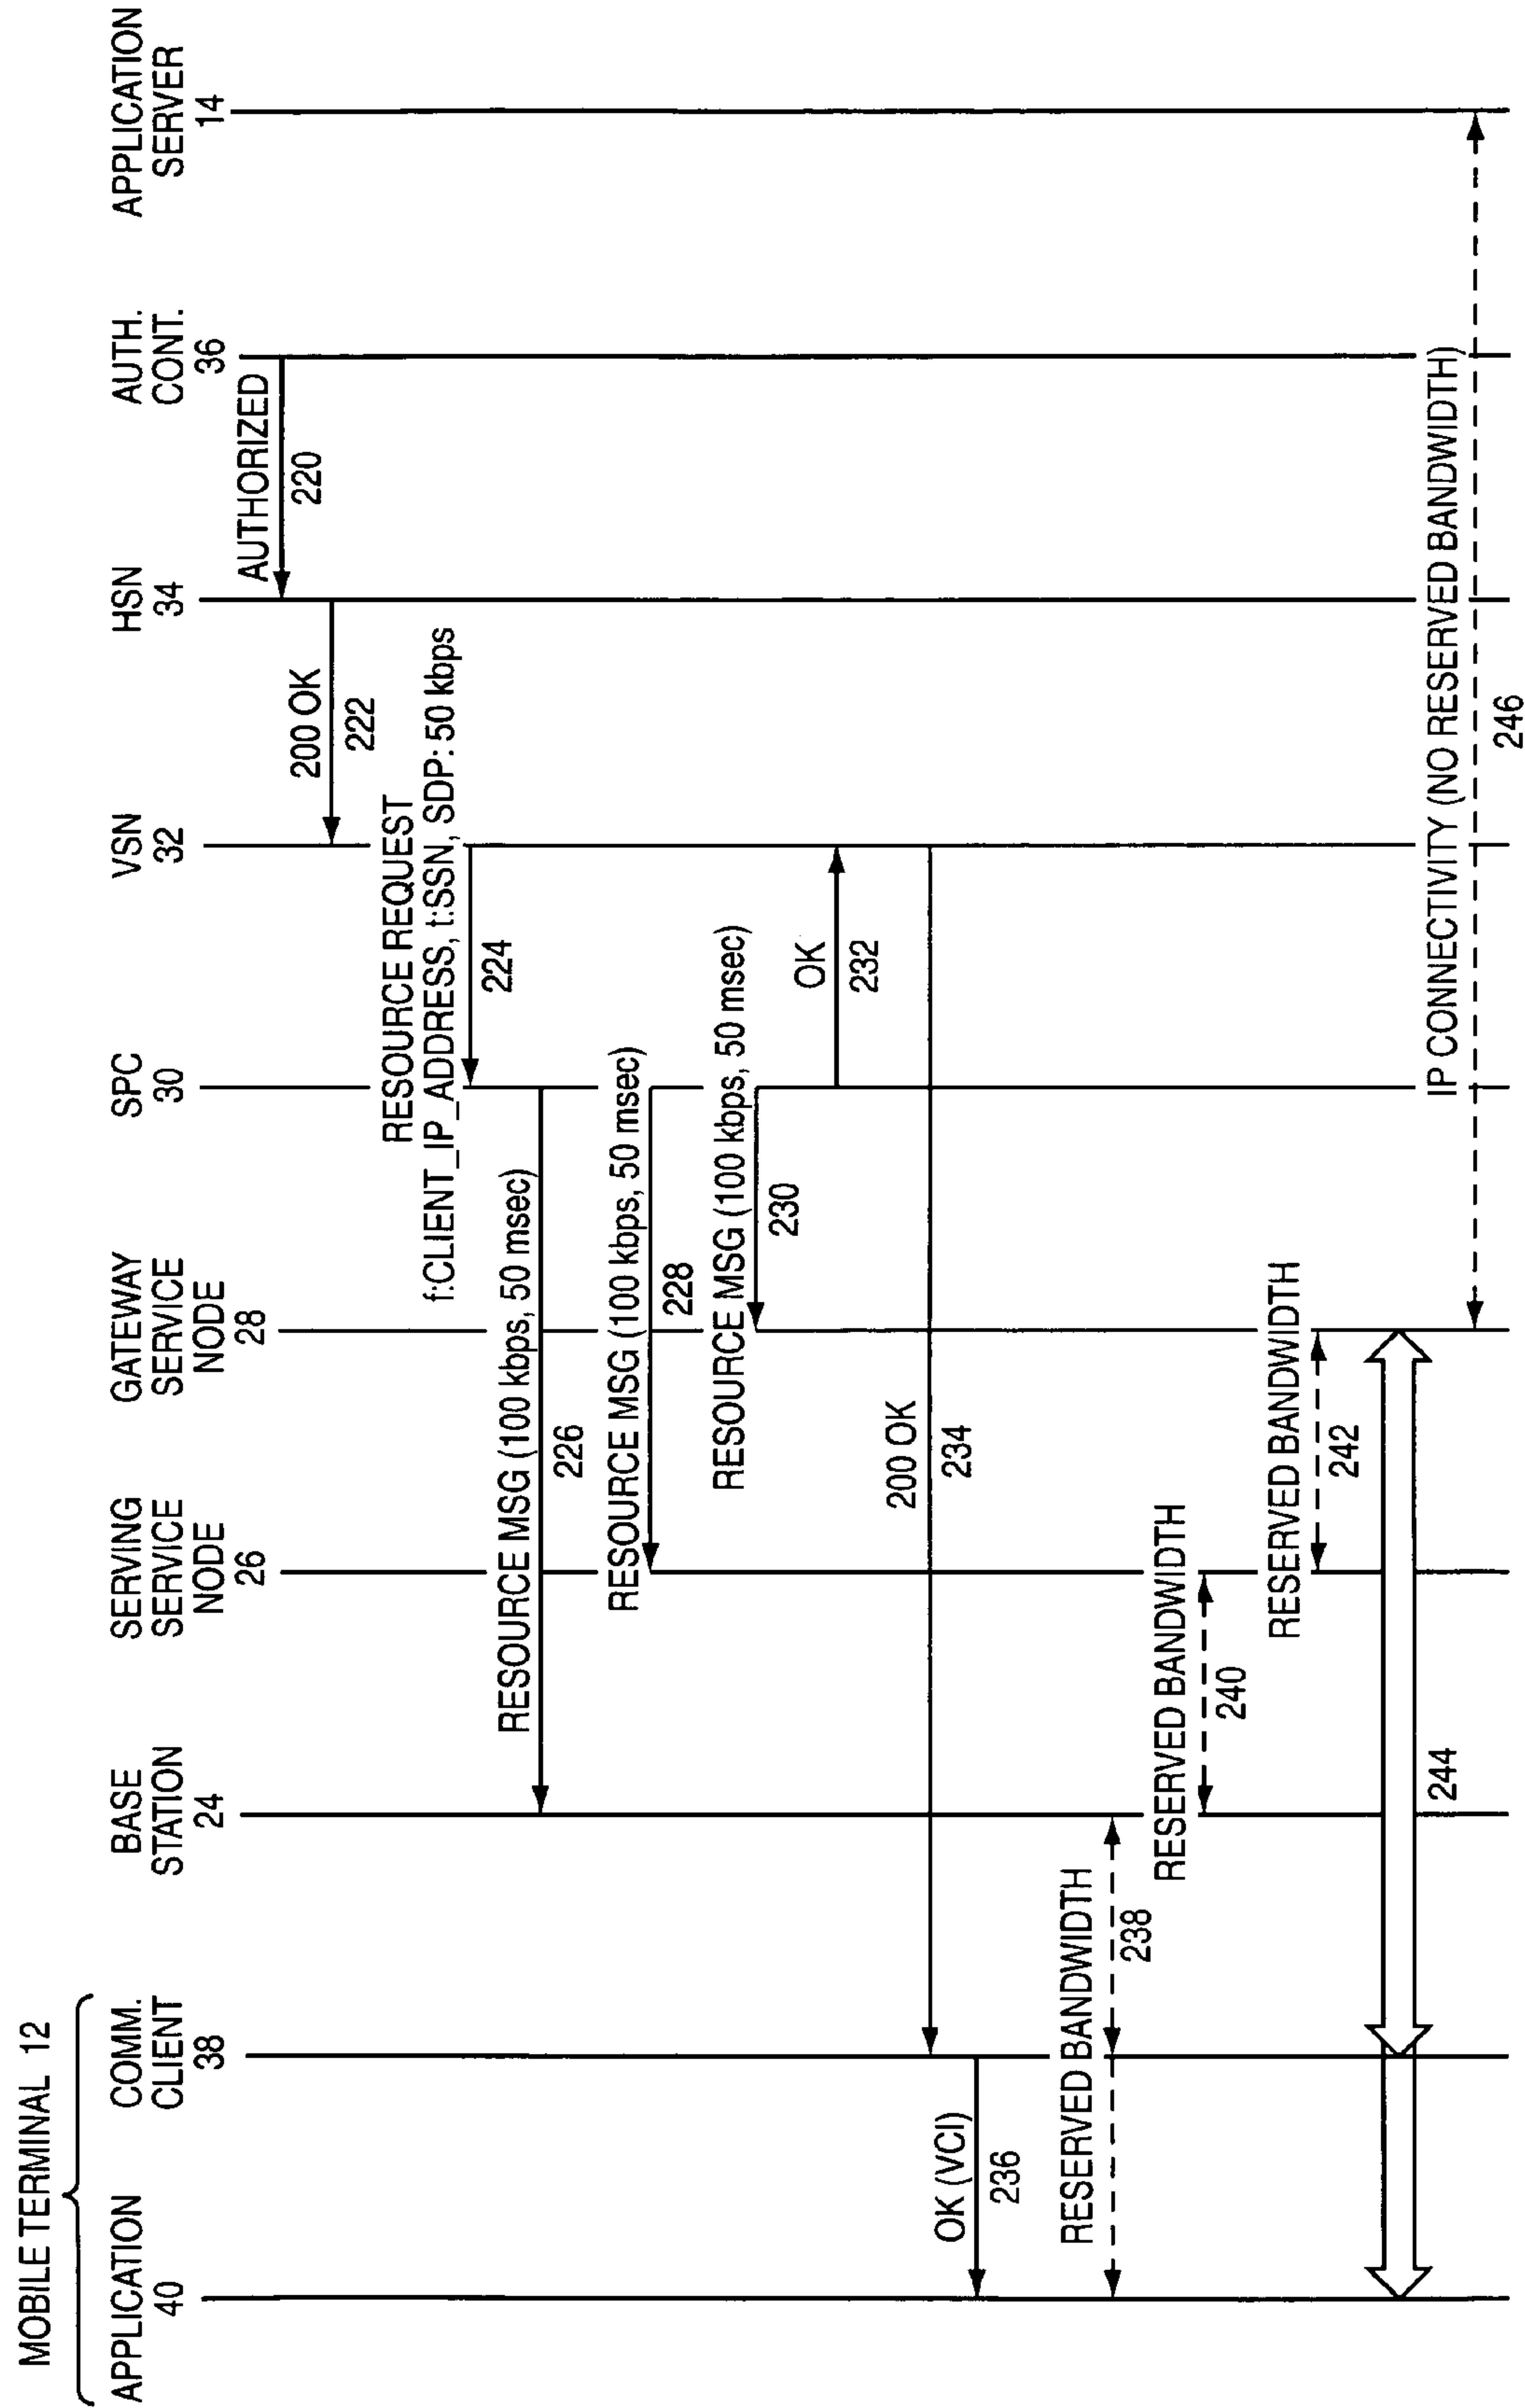 MOBILE TERMINAL 12
APPLICATION
40
COMM.
CLIENT
38
BASE
STATION
24
SERVING
SERVICE
NODE
26
GATEWAY
SERVICE
NODE
28
SPC
30
VSN
32
HSN
34
AUTH.
CONT.
36
APPLICATION
SERVER
14
AUTHORIZED
220
200 OK
222
RESOURCE REQUEST
f:CLIENT_IP_ADDRESS, t:SSN, SDP: 50 kbps
224
RESOURCE MSG (100 kbps, 50 msec)
226
RESOURCE MSG (100 kbps, 50 msec)
228
RESOURCE MSG (100 kbps, 50 msec)
230
OK
232
200 OK
234
OK (VCI)
236
RESERVED BANDWIDTH
238
RESERVED BANDWIDTH
240
RESERVED BANDWIDTH
242
244
IP CONNECTIVITY (NO RESERVED BANDWIDTH)
246